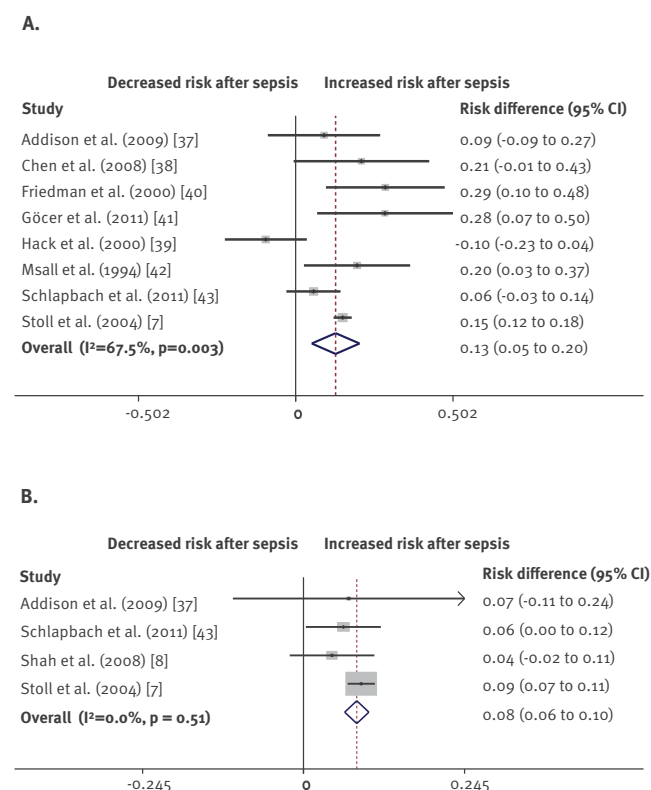 A.
Decreased risk after sepsis Increased risk after sepsis
Study Risk difference (95% CI)
Addison et al. (2009) [37] 0.09 (-0.09 to 0.27)
Chen et al. (2008) [38] 0.21 (-0.01 to 0.43)
Friedman et al. (2000) [40] 0.29 (0.10 to 0.48)
Göcer et al. (2011) [41] 0.28 (0.07 to 0.50)
Hack et al. (2000) [39] -0.10 (-0.23 to 0.04)
Msall et al. (1994) [42] 0.20 (0.03 to 0.37)
Schlapbach et al. (2011) [43] 0.06 (-0.03 to 0.14)
Stoll et al. (2004) [7] 0.15 (0.12 to 0.18)
Overall (I²=67.5%, p=0.003) 0.13 (0.05 to 0.20)
-0.502 0 0.502
B.
Decreased risk after sepsis Increased risk after sepsis
Study Risk difference (95% CI)
Addison et al. (2009) [37] 0.07 (-0.11 to 0.24)
Schlapbach et al. (2011) [43] 0.06 (0.00 to 0.12)
Shah et al. (2008) [8] 0.04 (-0.02 to 0.11)
Stoll et al. (2004) [7] 0.09 (0.07 to 0.11)
Overall (I²=0.0%, p = 0.51) 0.08 (0.06 to 0.10)
-0.245 0 0.245